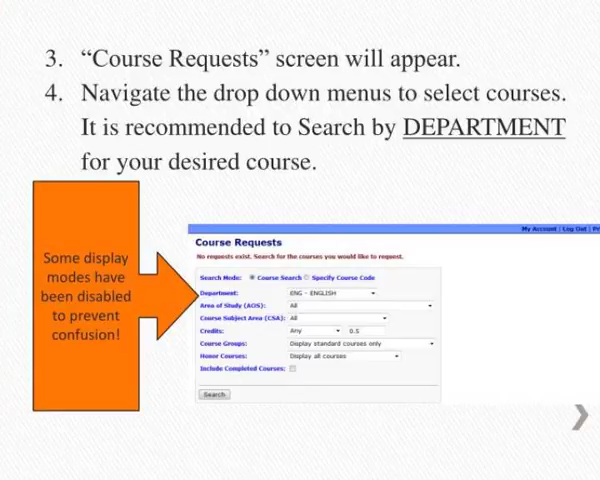 3. “Course Requests” screen will appear.
4. Navigate the drop down menus to select courses.
It is recommended to Search by DEPARTMENT
for your desired course.
Some display
modes have
been disabled
to prevent
confusion!
My Account | Log Out |
Course Requests
No requests exist. Search for the courses you would like to request.
Search Mode: Course Search Specify Course Code
Department: ENG - ENGLISH
Area of Study (AOS): All
Course Subject Area (CSA): All
Credits: Any 0.5
Course Groups: Display standard courses only
Honor Courses: Display all courses
Include Completed Courses:
Search